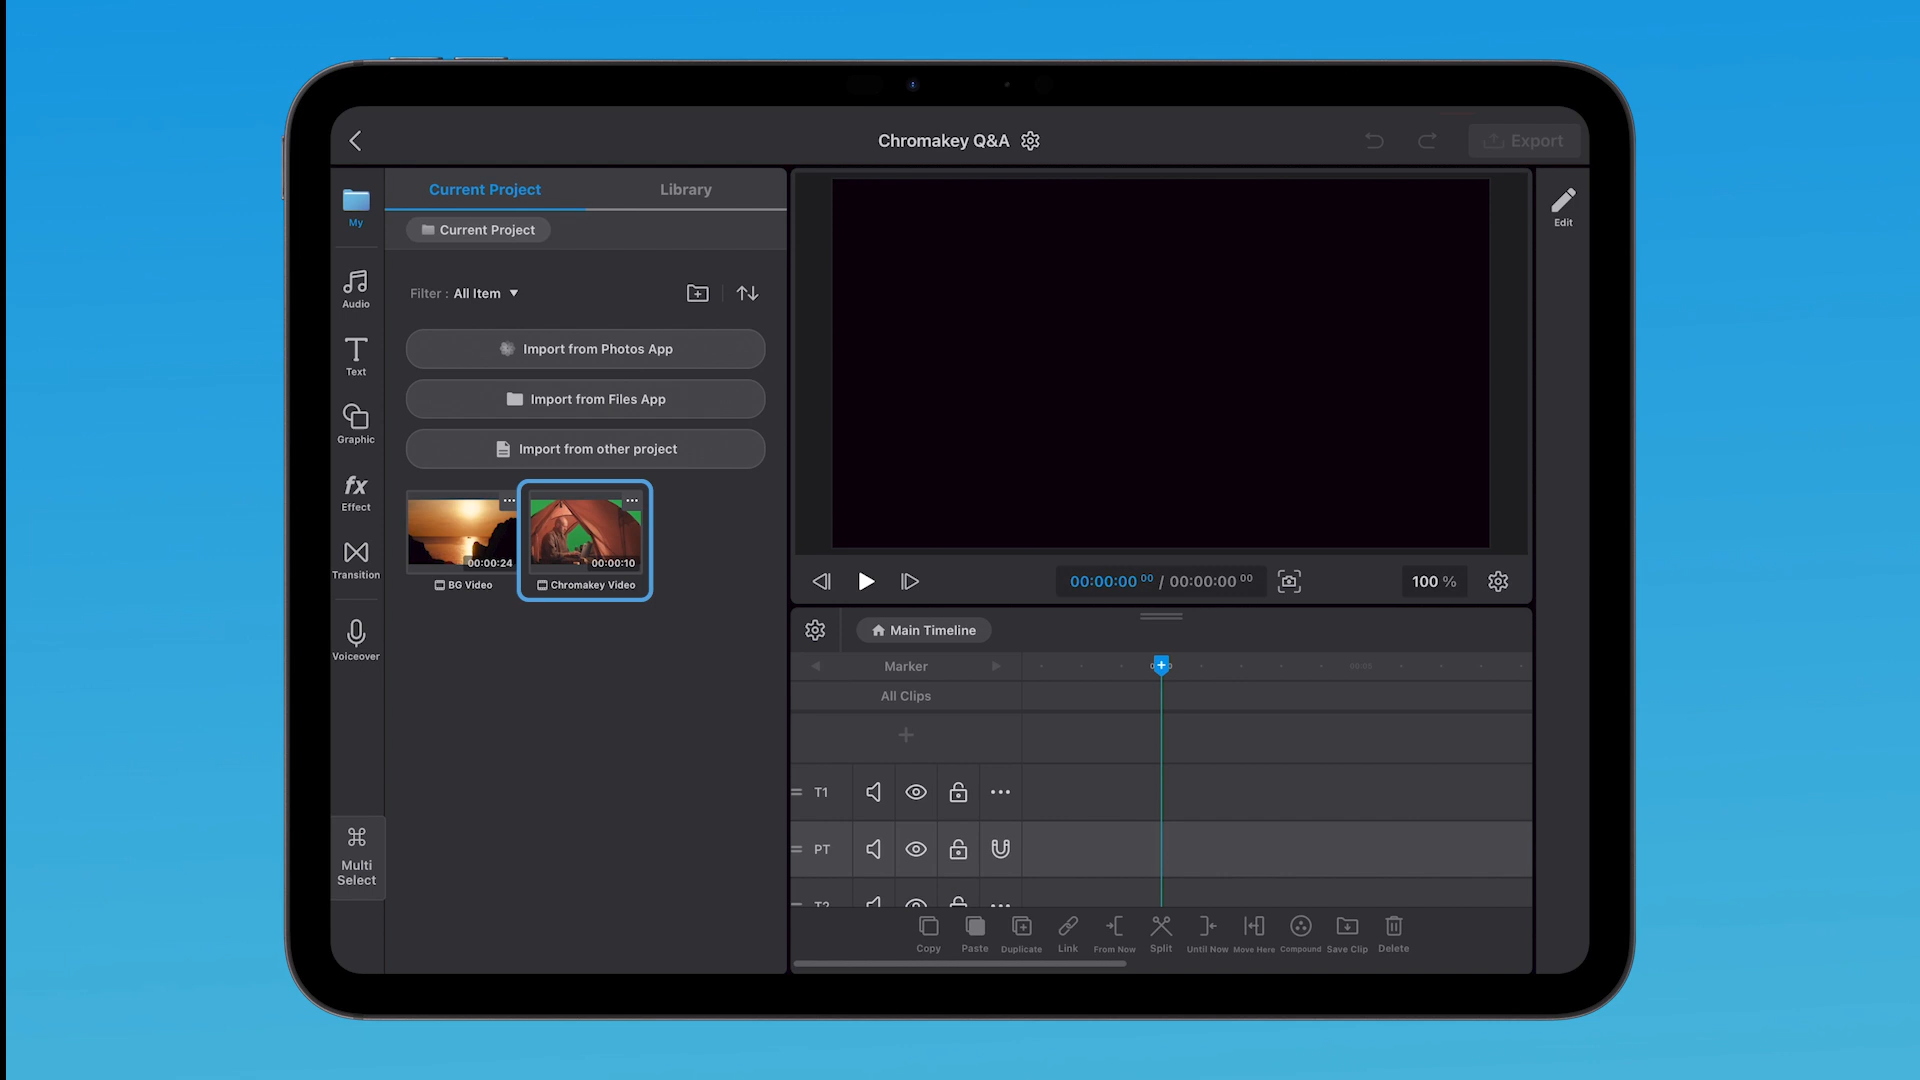 Chromakey Q&A
Export
My
Current Project
Library
Current Project
Edit
Audio
Filter : All Item
Text
Import from Photos App
Import from Files App
Graphic
Import from other project
fx
Effect
00:00:24
00:00:10
BG Video
Chromakey Video
Transition
00:00:00 00 / 00:00:00 00
100 %
Voiceover
Main Timeline
Marker
All Clips
T1
PT
T2
Multi
Select
Copy
Paste
Duplicate
Link
From Now
Split
Until Now
Move Here
Compound
Save Clip
Delete